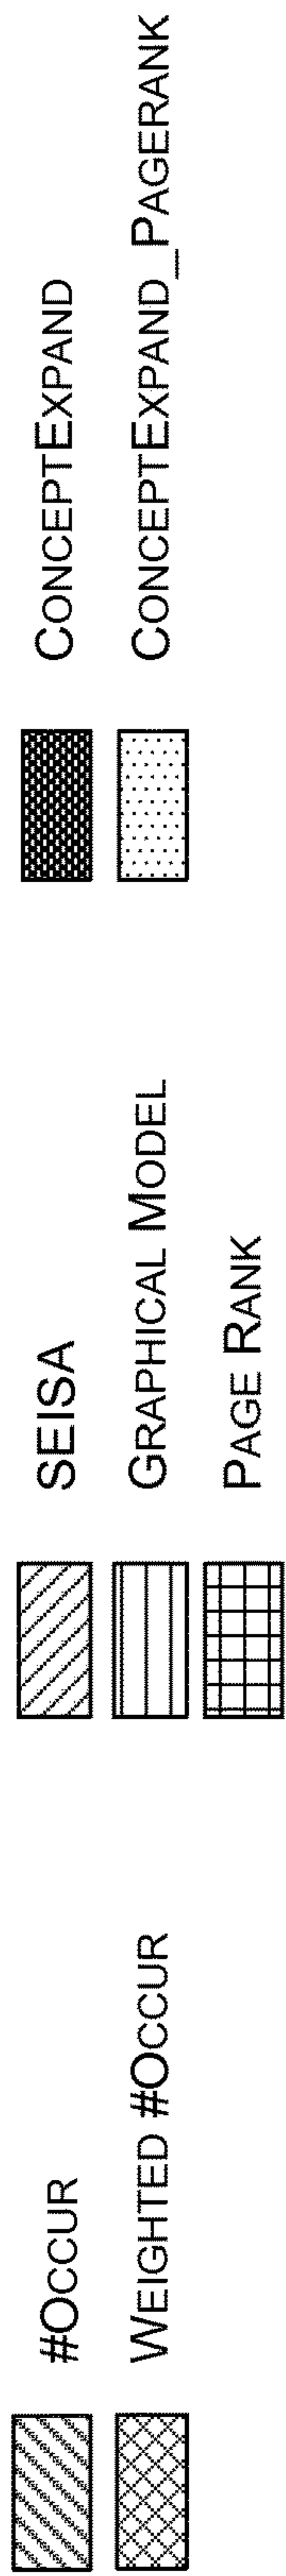 #OCCUR
WEIGHTED #OCCUR
SEISA
GRAPHICAL MODEL
PAGE RANK
CONCEPTEXPAND
CONCEPTEXPAND_PAGERANK